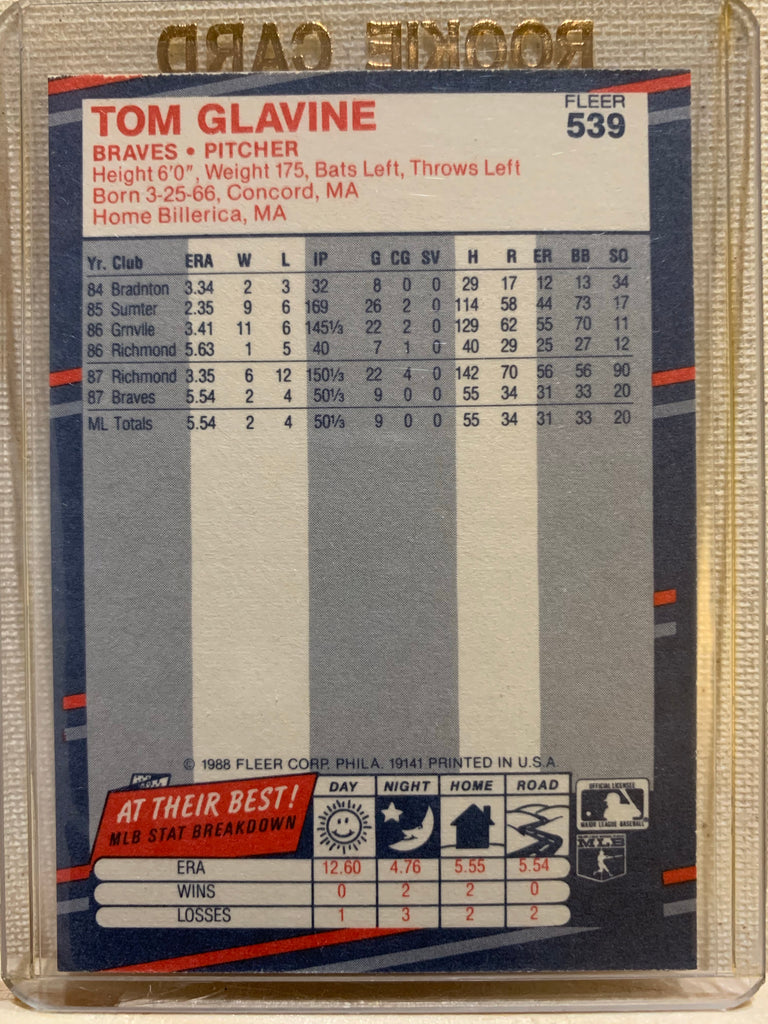 ROOKIE CARD
TOM GLAVINE
FLEER
539
BRAVES • PITCHER
Height 6'0", Weight 175, Bats Left, Throws Left
Born 3-25-66, Concord, MA
Home Billerica, MA
Yr. Club ERA W L IP G CG SV H R ER BB SO
84 Bradnton 3.34 2 3 32 8 0 0 29 17 12 13 34
85 Sumter 2.35 9 6 169 26 2 0 114 58 44 73 17
86 Grnvlle 3.41 11 6 145⅓ 22 2 0 129 62 55 70 11
86 Richmond 5.63 1 5 40 7 1 0 40 29 25 27 12
87 Richmond 3.35 6 12 150⅓ 22 4 0 142 70 56 56 90
87 Braves 5.54 2 4 50⅓ 9 0 0 55 34 31 33 20
ML Totals 5.54 2 4 50⅓ 9 0 0 55 34 31 33 20
© 1988 FLEER CORP. PHILA. 19141 PRINTED IN U.S.A.
AT THEIR BEST!
MLB STAT BREAKDOWN
DAY NIGHT HOME ROAD
ERA 12.60 4.76 5.55 5.54
WINS 0 2 2 0
LOSSES 1 3 2 2
OFFICIAL LICENSEE
MAJOR LEAGUE BASEBALL
MLB